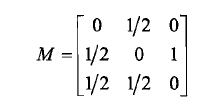 0 1/2 0
M = 1/2 0 1
1/2 1/2 0